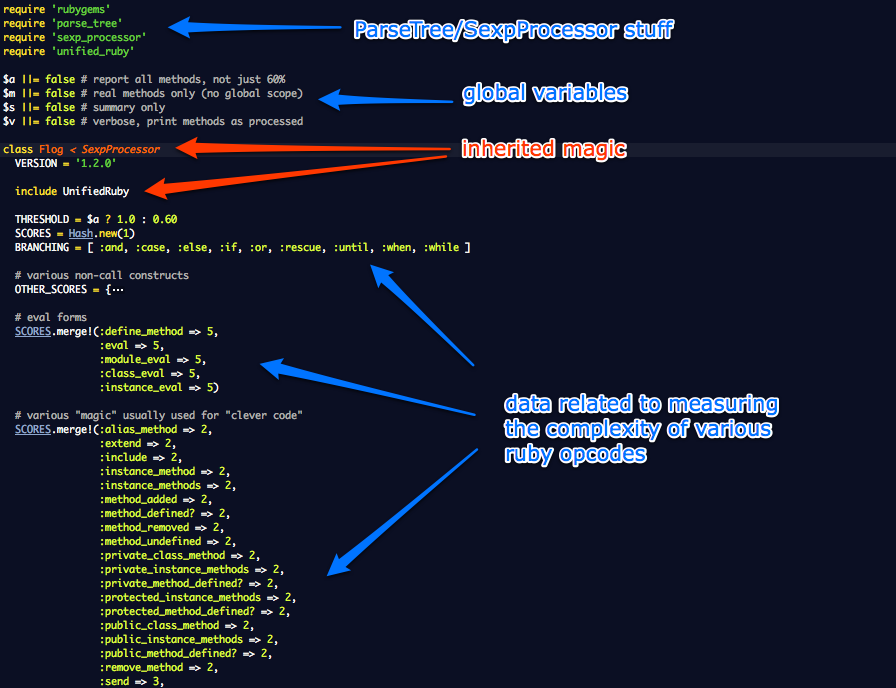 require 'rubygems'
require 'parse_tree'
require 'sexp_processor'
require 'unified_ruby'
ParseTree/SexpProcessor stuff
$a ||= false # report all methods, not just 60%
$m ||= false # real methods only (no global scope)
$s ||= false # summary only
$v ||= false # verbose, print methods as processed
global variables
class Flog < SexpProcessor
inherited magic
  VERSION = '1.2.0'
  include UnifiedRuby
  THRESHOLD = $a ? 1.0 : 0.60
  SCORES = Hash.new(1)
  BRANCHING = [ :and, :case, :else, :if, :or, :rescue, :until, :when, :while ]
  # various non-call constructs
  OTHER_SCORES = {…
  # eval forms
  SCORES.merge!(:define_method => 5,
                :eval => 5,
                :module_eval => 5,
                :class_eval => 5,
                :instance_eval => 5)
data related to measuring
the complexity of various
ruby opcodes
  # various "magic" usually used for "clever code"
  SCORES.merge!(:alias_method => 2,
                :extend => 2,
                :include => 2,
                :instance_method => 2,
                :instance_methods => 2,
                :method_added => 2,
                :method_defined? => 2,
                :method_removed => 2,
                :method_undefined => 2,
                :private_class_method => 2,
                :private_instance_methods => 2,
                :private_method_defined? => 2,
                :protected_instance_methods => 2,
                :protected_method_defined? => 2,
                :public_class_method => 2,
                :public_instance_methods => 2,
                :public_method_defined? => 2,
                :remove_method => 2,
                :send => 3,